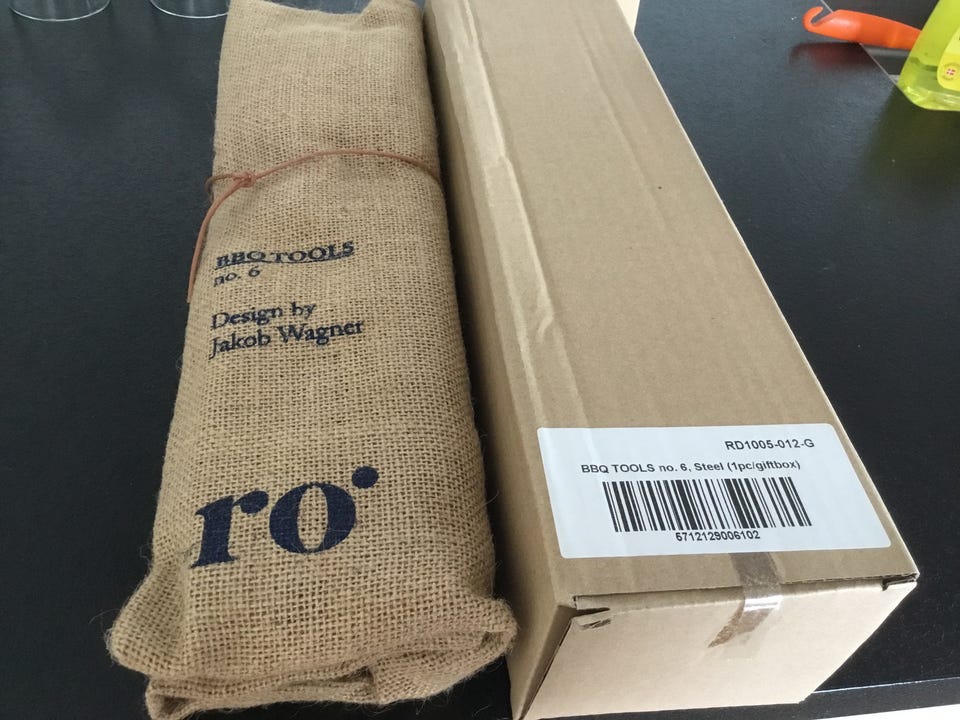 BBQ TOOLS
no. 6
Design by
Jakob Wagner
ro
RD1005-012-G
BBQ TOOLS no. 6, Steel (1pc/giftbox)
6712129006102